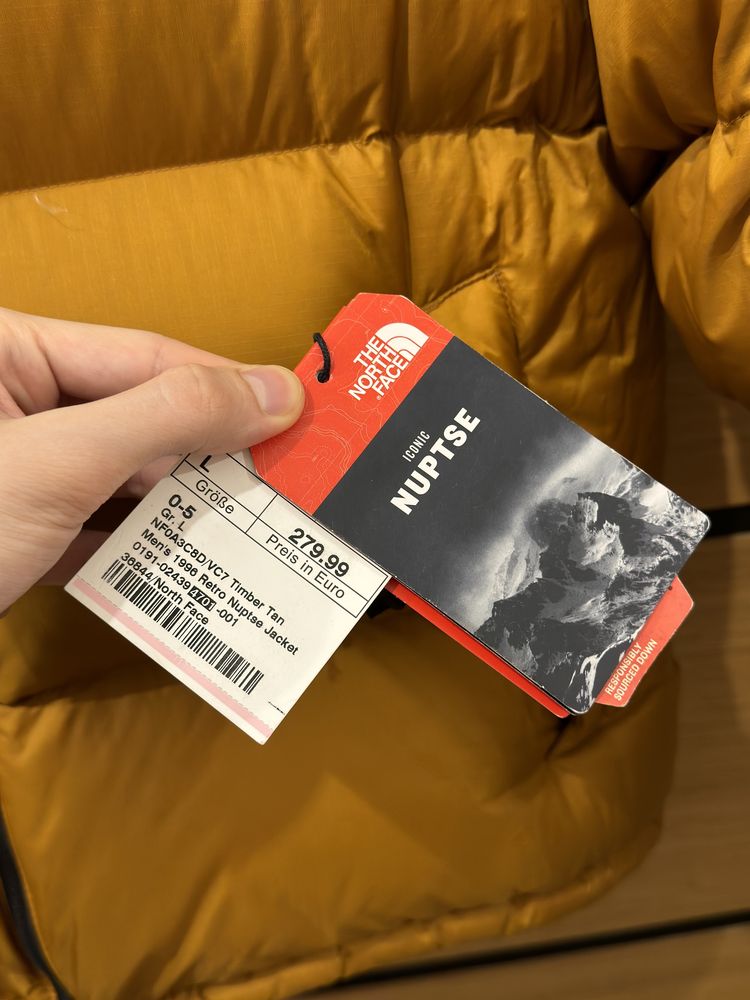 THE
NORTH
FACE
ICONIC
NUPTSE
RESPONSIBLY
SOURCED DOWN
L
Größe
279.99
Preis in Euro
0-5
Gr. L
NF0A3C8D/VC7 Timber Tan
Men's 1996 Retro Nuptse Jacket
0191-02439 4701 -001
36844/North Face